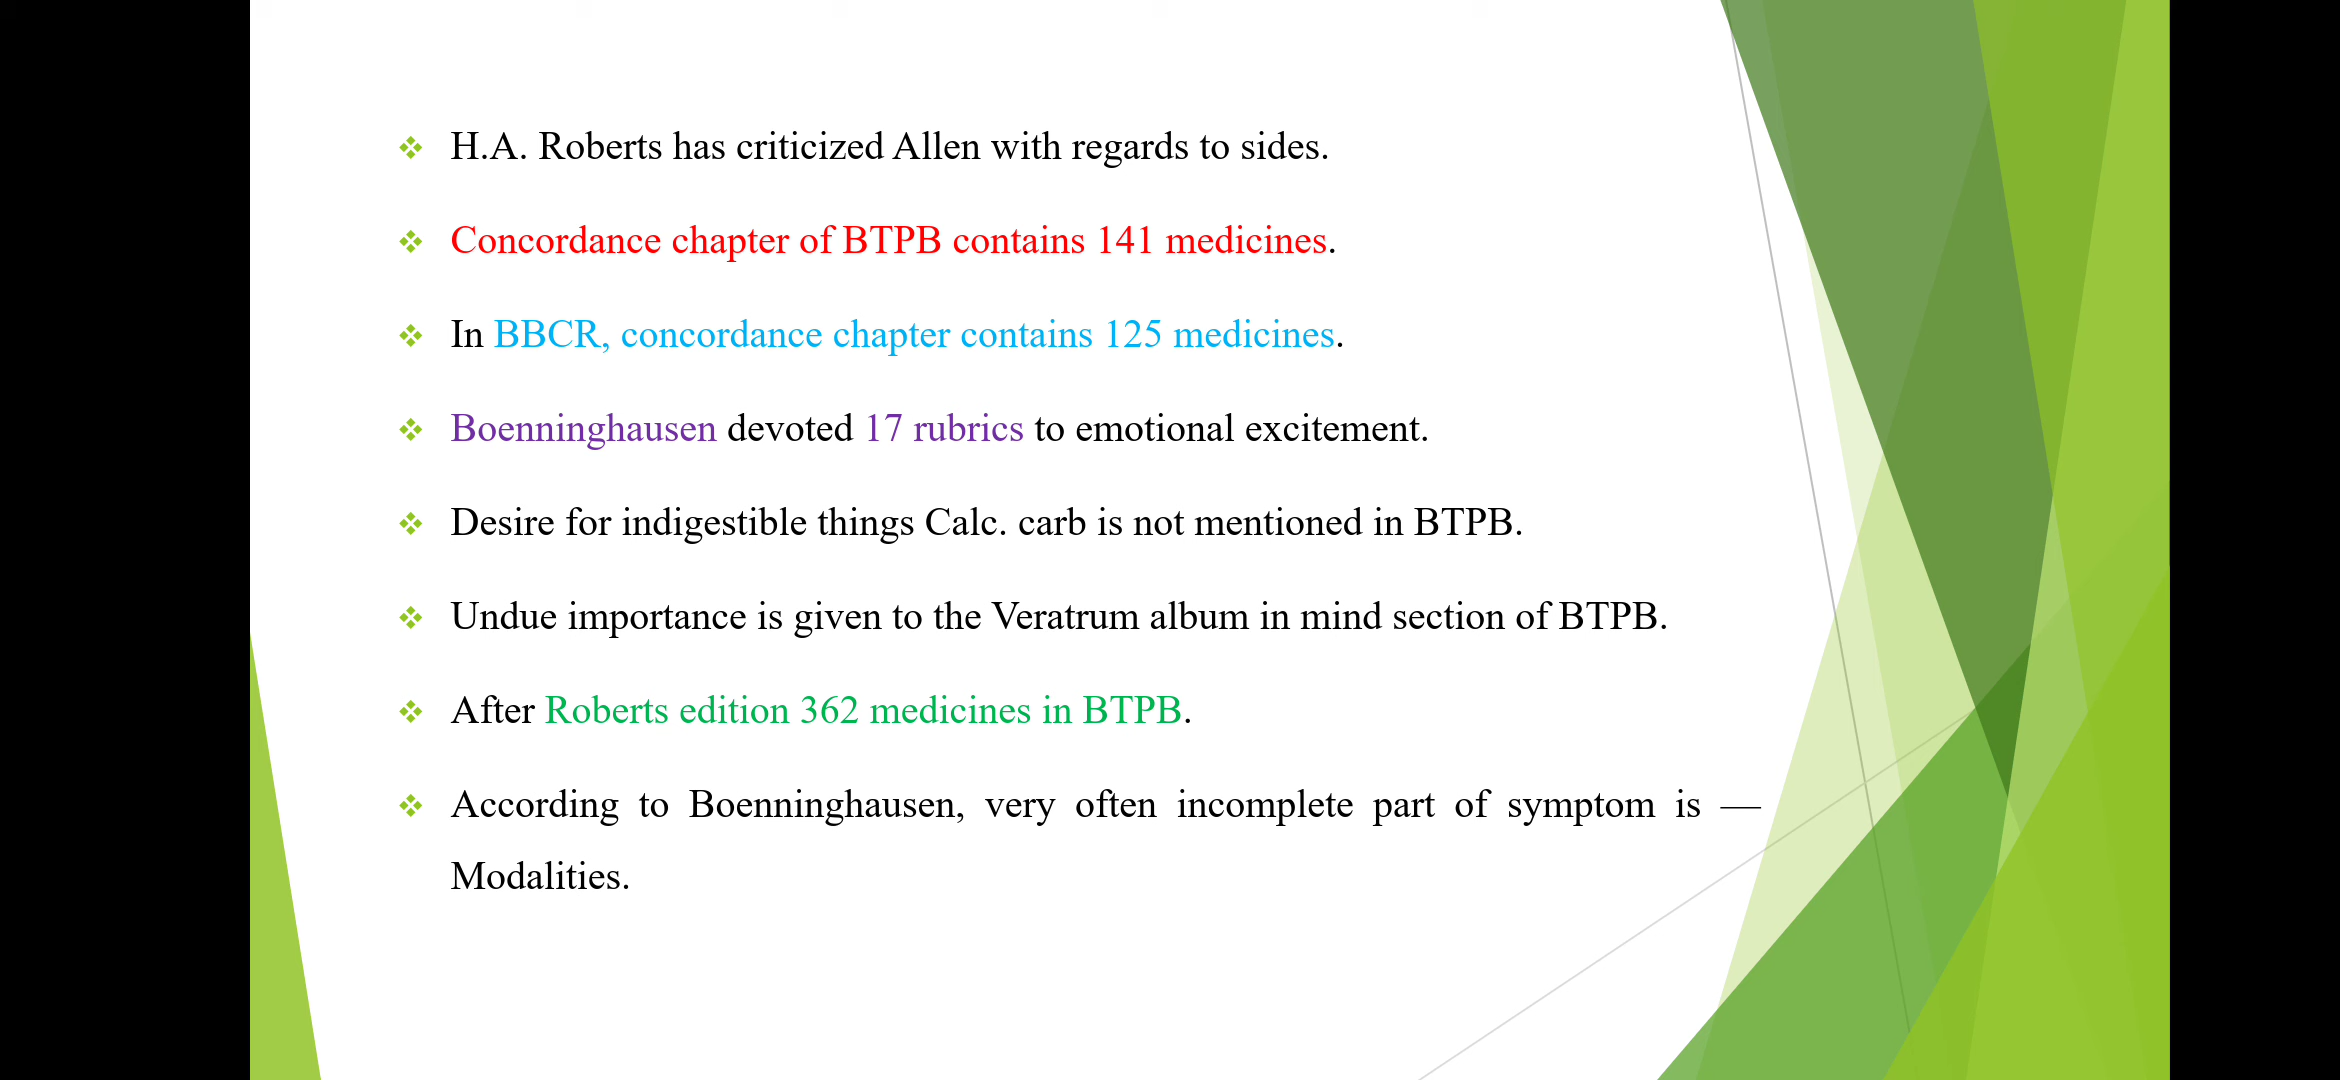 H.A. Roberts has criticized Allen with regards to sides.
Concordance chapter of BTPB contains 141 medicines.
In BBCR, concordance chapter contains 125 medicines.
Boenninghausen devoted 17 rubrics to emotional excitement.
Desire for indigestible things Calc. carb is not mentioned in BTPB.
Undue importance is given to the Veratrum album in mind section of BTPB.
After Roberts edition 362 medicines in BTPB.
According to Boenninghausen, very often incomplete part of symptom is —
Modalities.